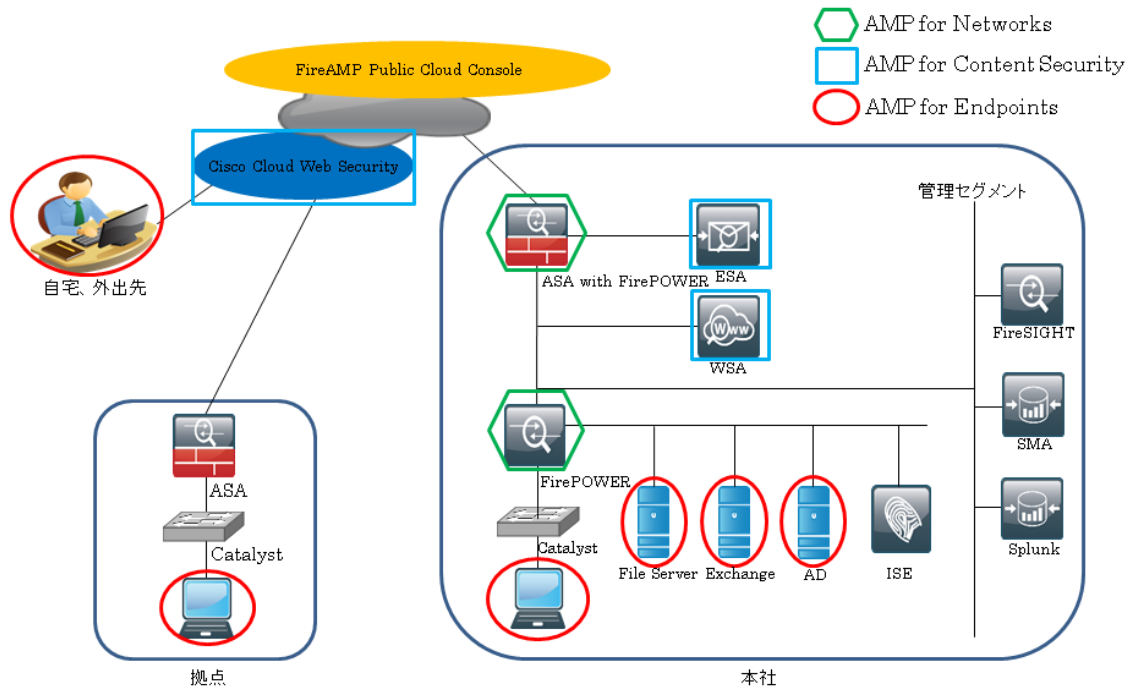 AMP for Networks
AMP for Content Security
AMP for Endpoints
FireAMP Public Cloud Console
Cisco Cloud Web Security
自宅、外出先
管理セグメント
ASA with FirePOWER
ESA
Www
WSA
FireSIGHT
SMA
Splunk
FirePOWER
Catalyst
File Server
Exchange
AD
ISE
ASA
Catalyst
拠点
本社